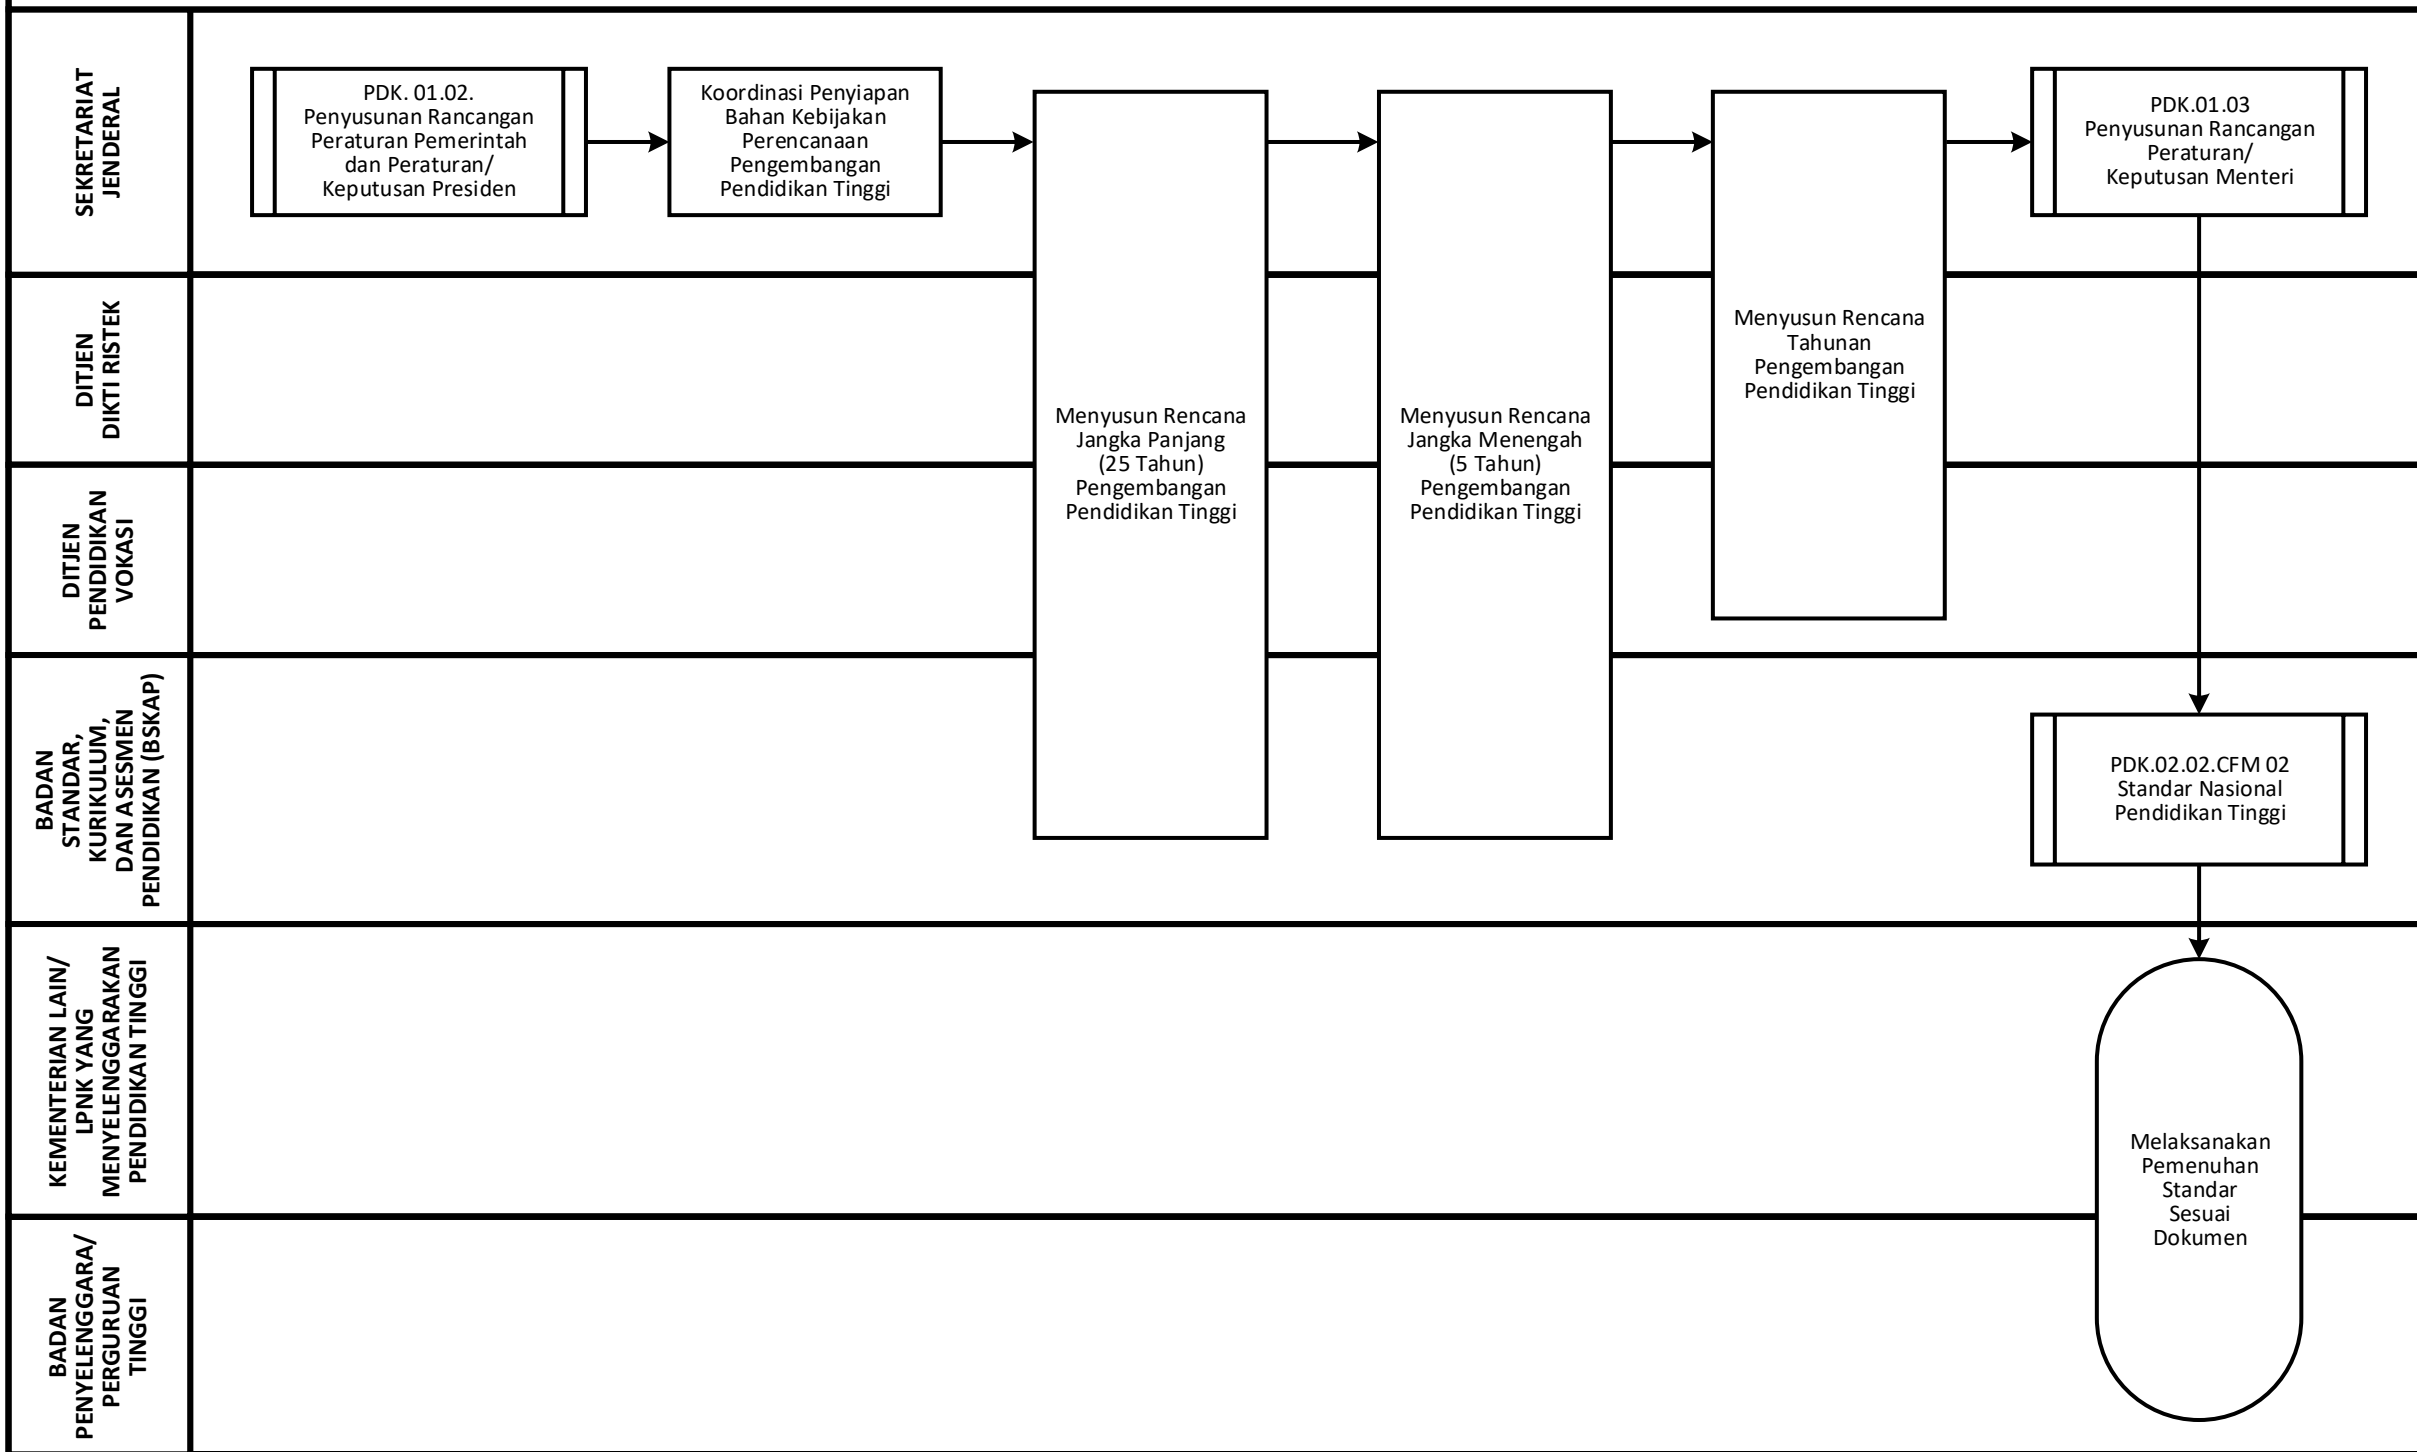 SEKRETARIAT
JENDERAL
PDK. 01.02.
Penyusunan Rancangan
Peraturan Pemerintah
dan Peraturan/
Keputusan Presiden
Koordinasi Penyiapan
Bahan Kebijakan
Perencanaan
Pengembangan
Pendidikan Tinggi
PDK.01.03
Penyusunan Rancangan
Peraturan/
Keputusan Menteri
DITJEN
DIKTI RISTEK
Menyusun Rencana
Jangka Panjang
(25 Tahun)
Pengembangan
Pendidikan Tinggi
Menyusun Rencana
Jangka Menengah
(5 Tahun)
Pengembangan
Pendidikan Tinggi
Menyusun Rencana
Tahunan
Pengembangan
Pendidikan Tinggi
DITJEN
PENDIDIKAN
VOKASI
BADAN
STANDAR,
KURIKULUM,
DAN ASESMEN
PENDIDIKAN (BSKAP)
PDK.02.02.CFM 02
Standar Nasional
Pendidikan Tinggi
KEMENTERIAN LAIN/
LPNK YANG
MENYELENGGARAKAN
PENDIDIKAN TINGGI
Melaksanakan
Pemenuhan
Standar
Sesuai
Dokumen
BADAN
PENYELENGGARA/
PERGURUAN
TINGGI